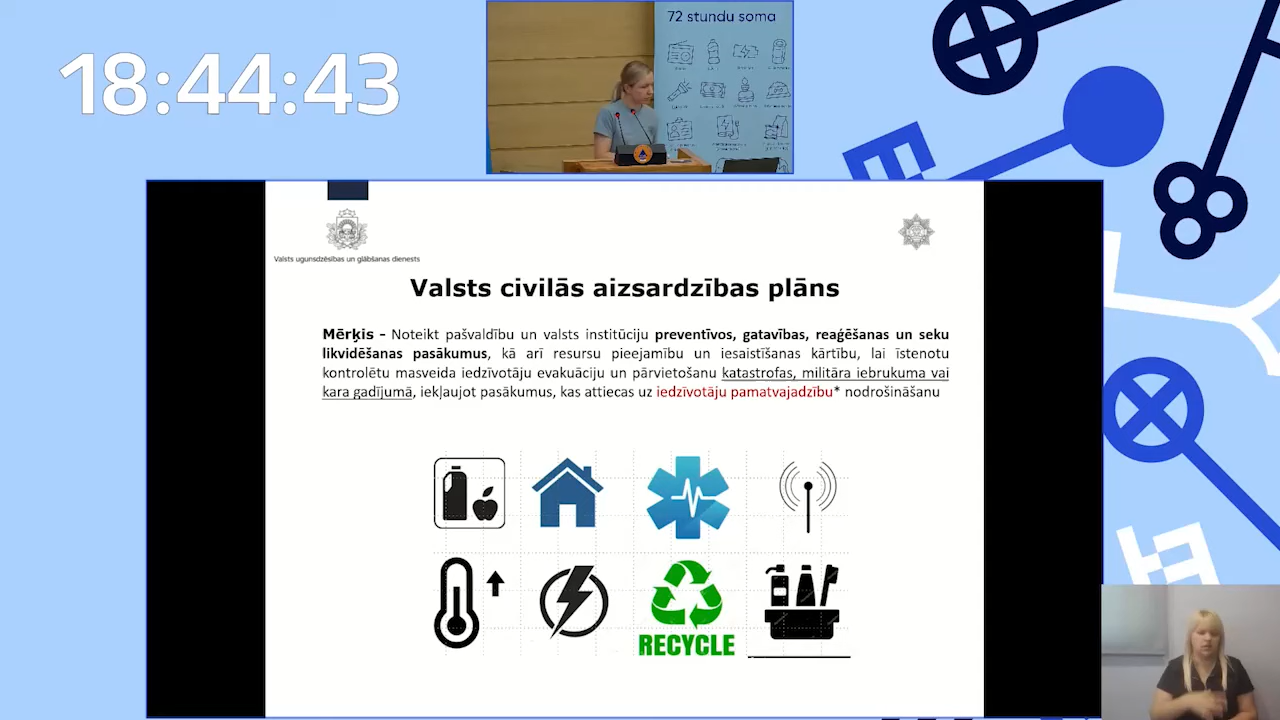 18:44:43
72 stundu soma
Valsts ugunsdzēsības un glābšanas dienests
Valsts civilās aizsardzības plāns
Mērķis - Noteikt pašvaldību un valsts institūciju preventīvos, gatavības, reaģēšanas un seku
likvidēšanas pasākumus, kā arī resursu pieejamību un iesaistīšanas kārtību, lai īstenotu
kontrolētu masveida iedzīvotāju evakuāciju un pārvietošanu katastrofas, militāra iebrukuma vai
kara gadījumā, iekļaujot pasākumus, kas attiecas uz iedzīvotāju pamatvajadzību* nodrošināšanu
RECYCLE